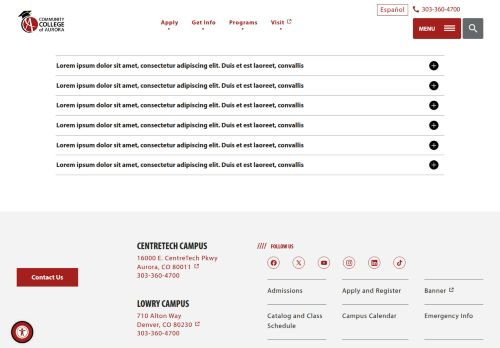 Español
303-360-4700
COMMUNITY
COLLEGE
of AURORA
Apply
Get Info
Programs
Visit
MENU
Lorem ipsum dolor sit amet, consectetur adipiscing elit. Duis et est laoreet, convallis
Lorem ipsum dolor sit amet, consectetur adipiscing elit. Duis et est laoreet, convallis
Lorem ipsum dolor sit amet, consectetur adipiscing elit. Duis et est laoreet, convallis
Lorem ipsum dolor sit amet, consectetur adipiscing elit. Duis et est laoreet, convallis
Lorem ipsum dolor sit amet, consectetur adipiscing elit. Duis et est laoreet, convallis
Lorem ipsum dolor sit amet, consectetur adipiscing elit. Duis et est laoreet, convallis
Contact Us
CENTRETECH CAMPUS
16000 E. CentreTech Pkwy
Aurora, CO 80011
303-360-4700
LOWRY CAMPUS
710 Alton Way
Denver, CO 80230
303-360-4700
//// FOLLOW US
Admissions
Apply and Register
Banner
Catalog and Class
Schedule
Campus Calendar
Emergency Info